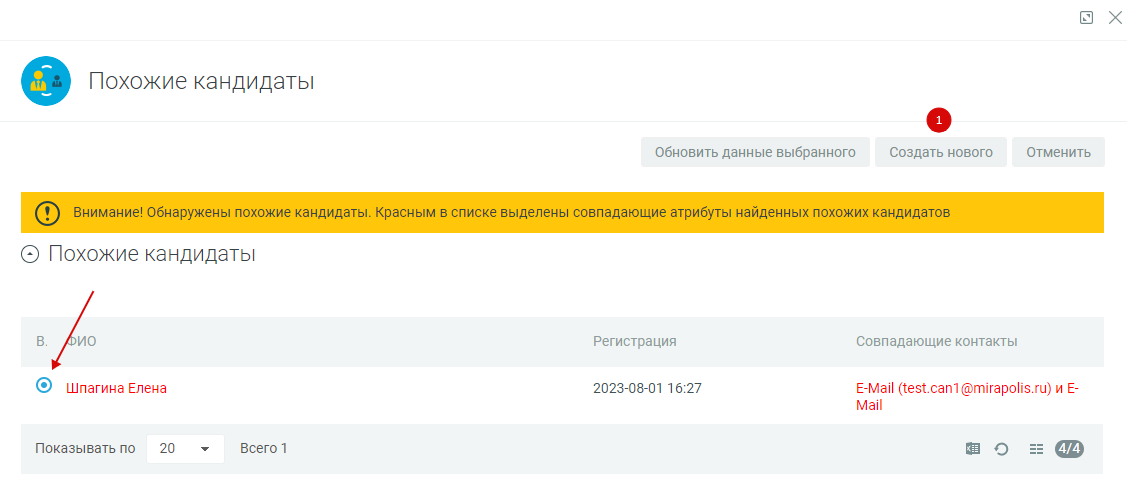 Похожие кандидаты
1
Обновить данные выбранного Создать нового Отменить
Внимание! Обнаружены похожие кандидаты. Красным в списке выделены совпадающие атрибуты найденных похожих кандидатов
Похожие кандидаты
В. ФИО Регистрация Совпадающие контакты
Шпагина Елена 2023-08-01 16:27 E-Mail (test.can1@mirapolis.ru) и E-
Mail
Показывать по 20 Всего 1 4/4